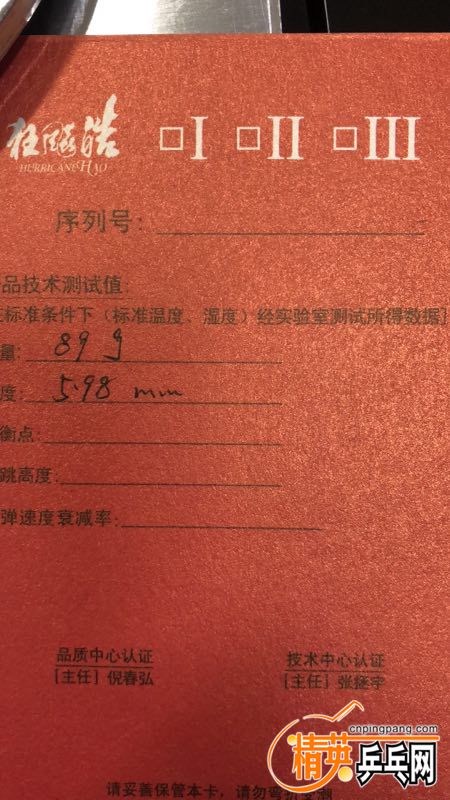 狂飚皓 □I □II □III
HURRICANE HAO
序列号：
品技术测试值：
标准条件下（标准温度、湿度）经实验室测试所得数据]
量： 89 g
度： 5.98 mm
衡点：
跳高度：
弹速度衰减率：
品质中心认证 技术中心认证
[主任] 倪春弘 [主任] 张继宇
请妥善保管本卡，请勿弯折
cnpingpang.com
精英乒乓网